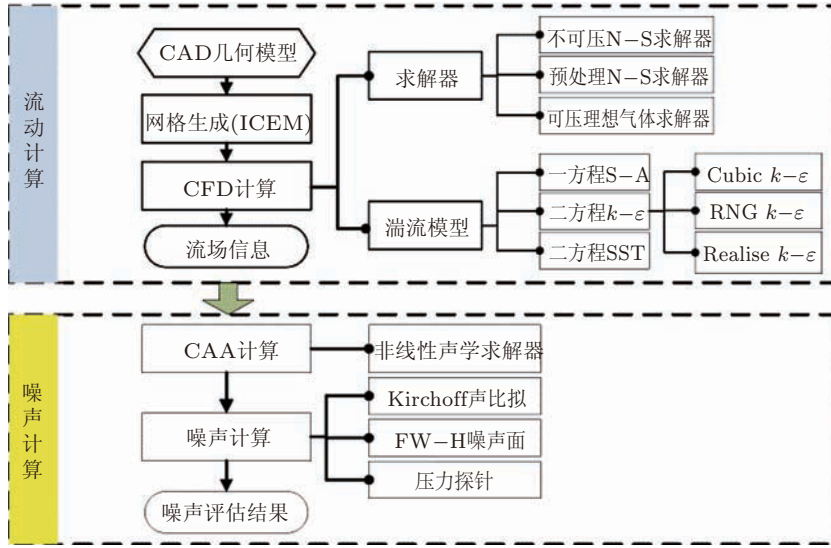 流动计算
CAD几何模型
网格生成(ICEM)
CFD计算
流场信息
求解器
不可压N-S求解器
预处理N-S求解器
可压理想气体求解器
湍流模型
一方程S-A
二方程k-ε
二方程SST
Cubic k-ε
RNG k-ε
Realise k-ε
噪声计算
CAA计算
非线性声学求解器
噪声计算
Kirchoff声比拟
FW-H噪声面
压力探针
噪声评估结果